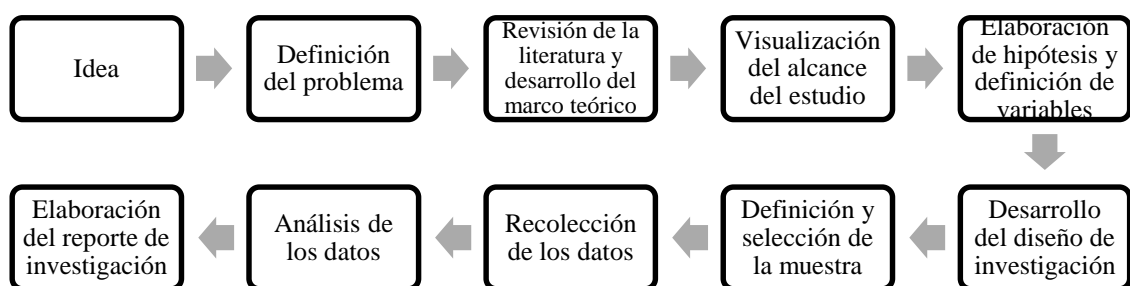 Idea
Definición
del problema
Revisión de la
literatura y
desarrollo del
marco teórico
Visualización
del alcance
del estudio
Elaboración
de hipótesis y
definición de
variables
Desarrollo
del diseño de
investigación
Definición y
selección de
la muestra
Recolección
de los datos
Análisis de
los datos
Elaboración
del reporte de
investigación